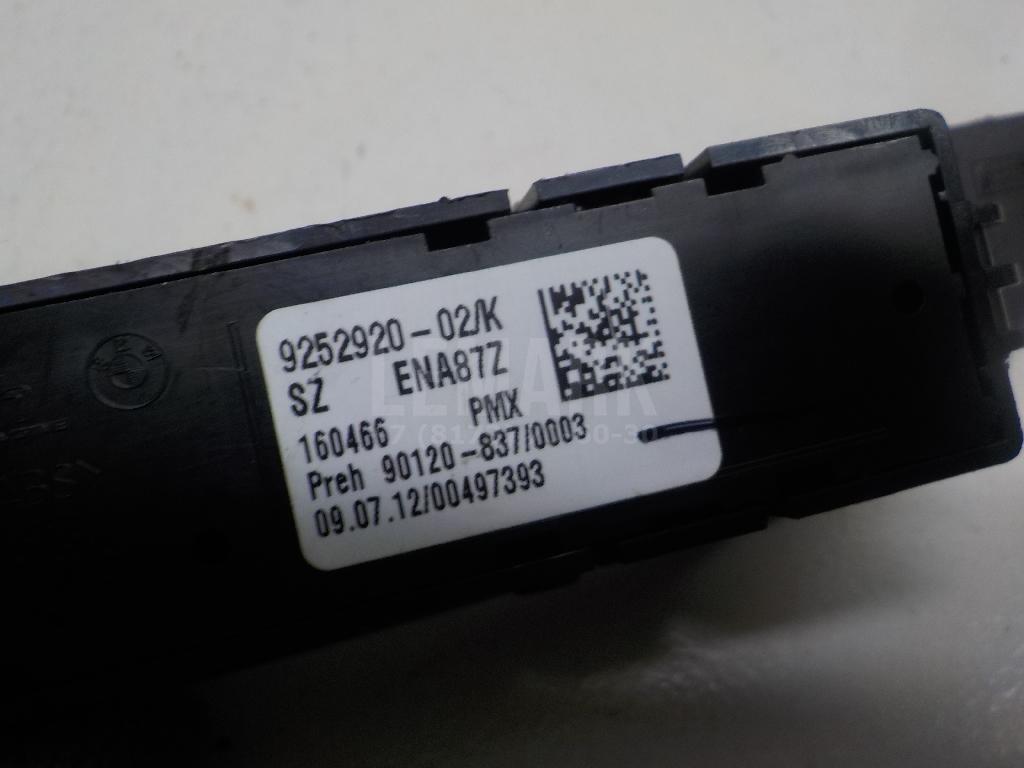 9252920-02/K
SZ ENA87Z
160466 PMX
Preh 90120-837/0003
09.07.12/00497393